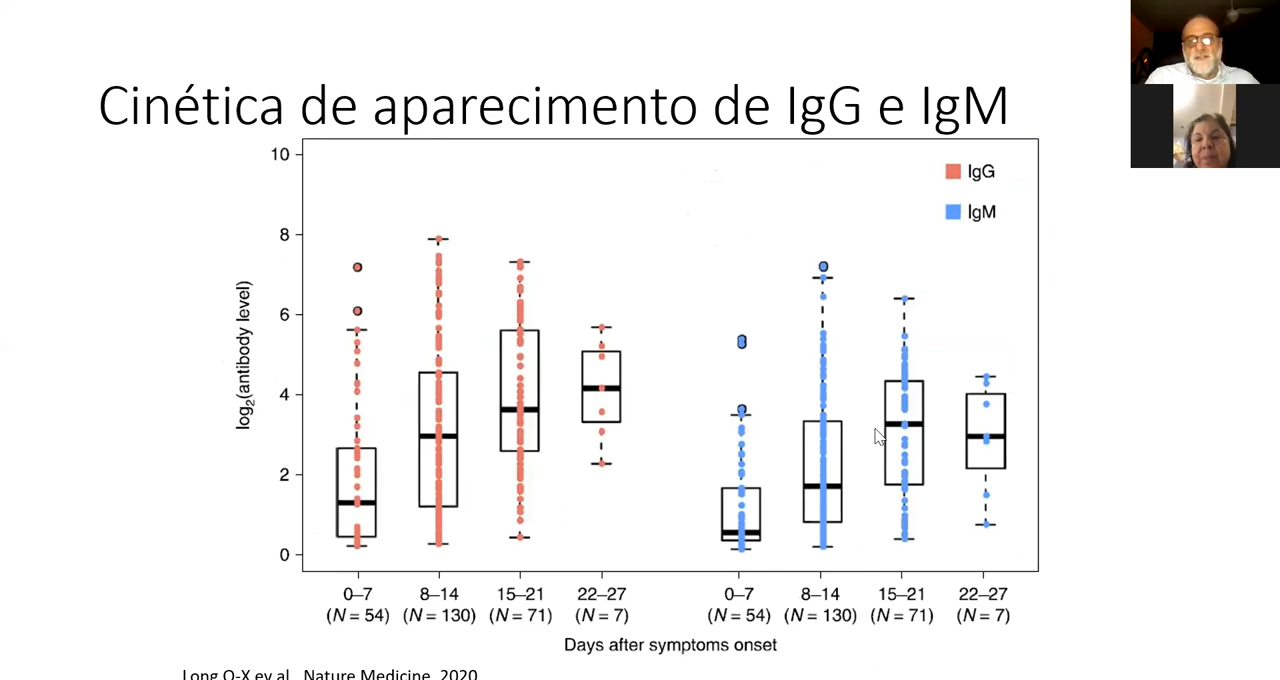 Cinética de aparecimento de IgG e IgM
10
8
6
4
2
0
log2(antibody level)
IgG
IgM
0–7 8–14 15–21 22–27 0–7 8–14 15–21 22–27
(N = 54) (N = 130) (N = 71) (N = 7) (N = 54) (N = 130) (N = 71) (N = 7)
Days after symptoms onset
Long Q-X ey al., Nature Medicine, 2020